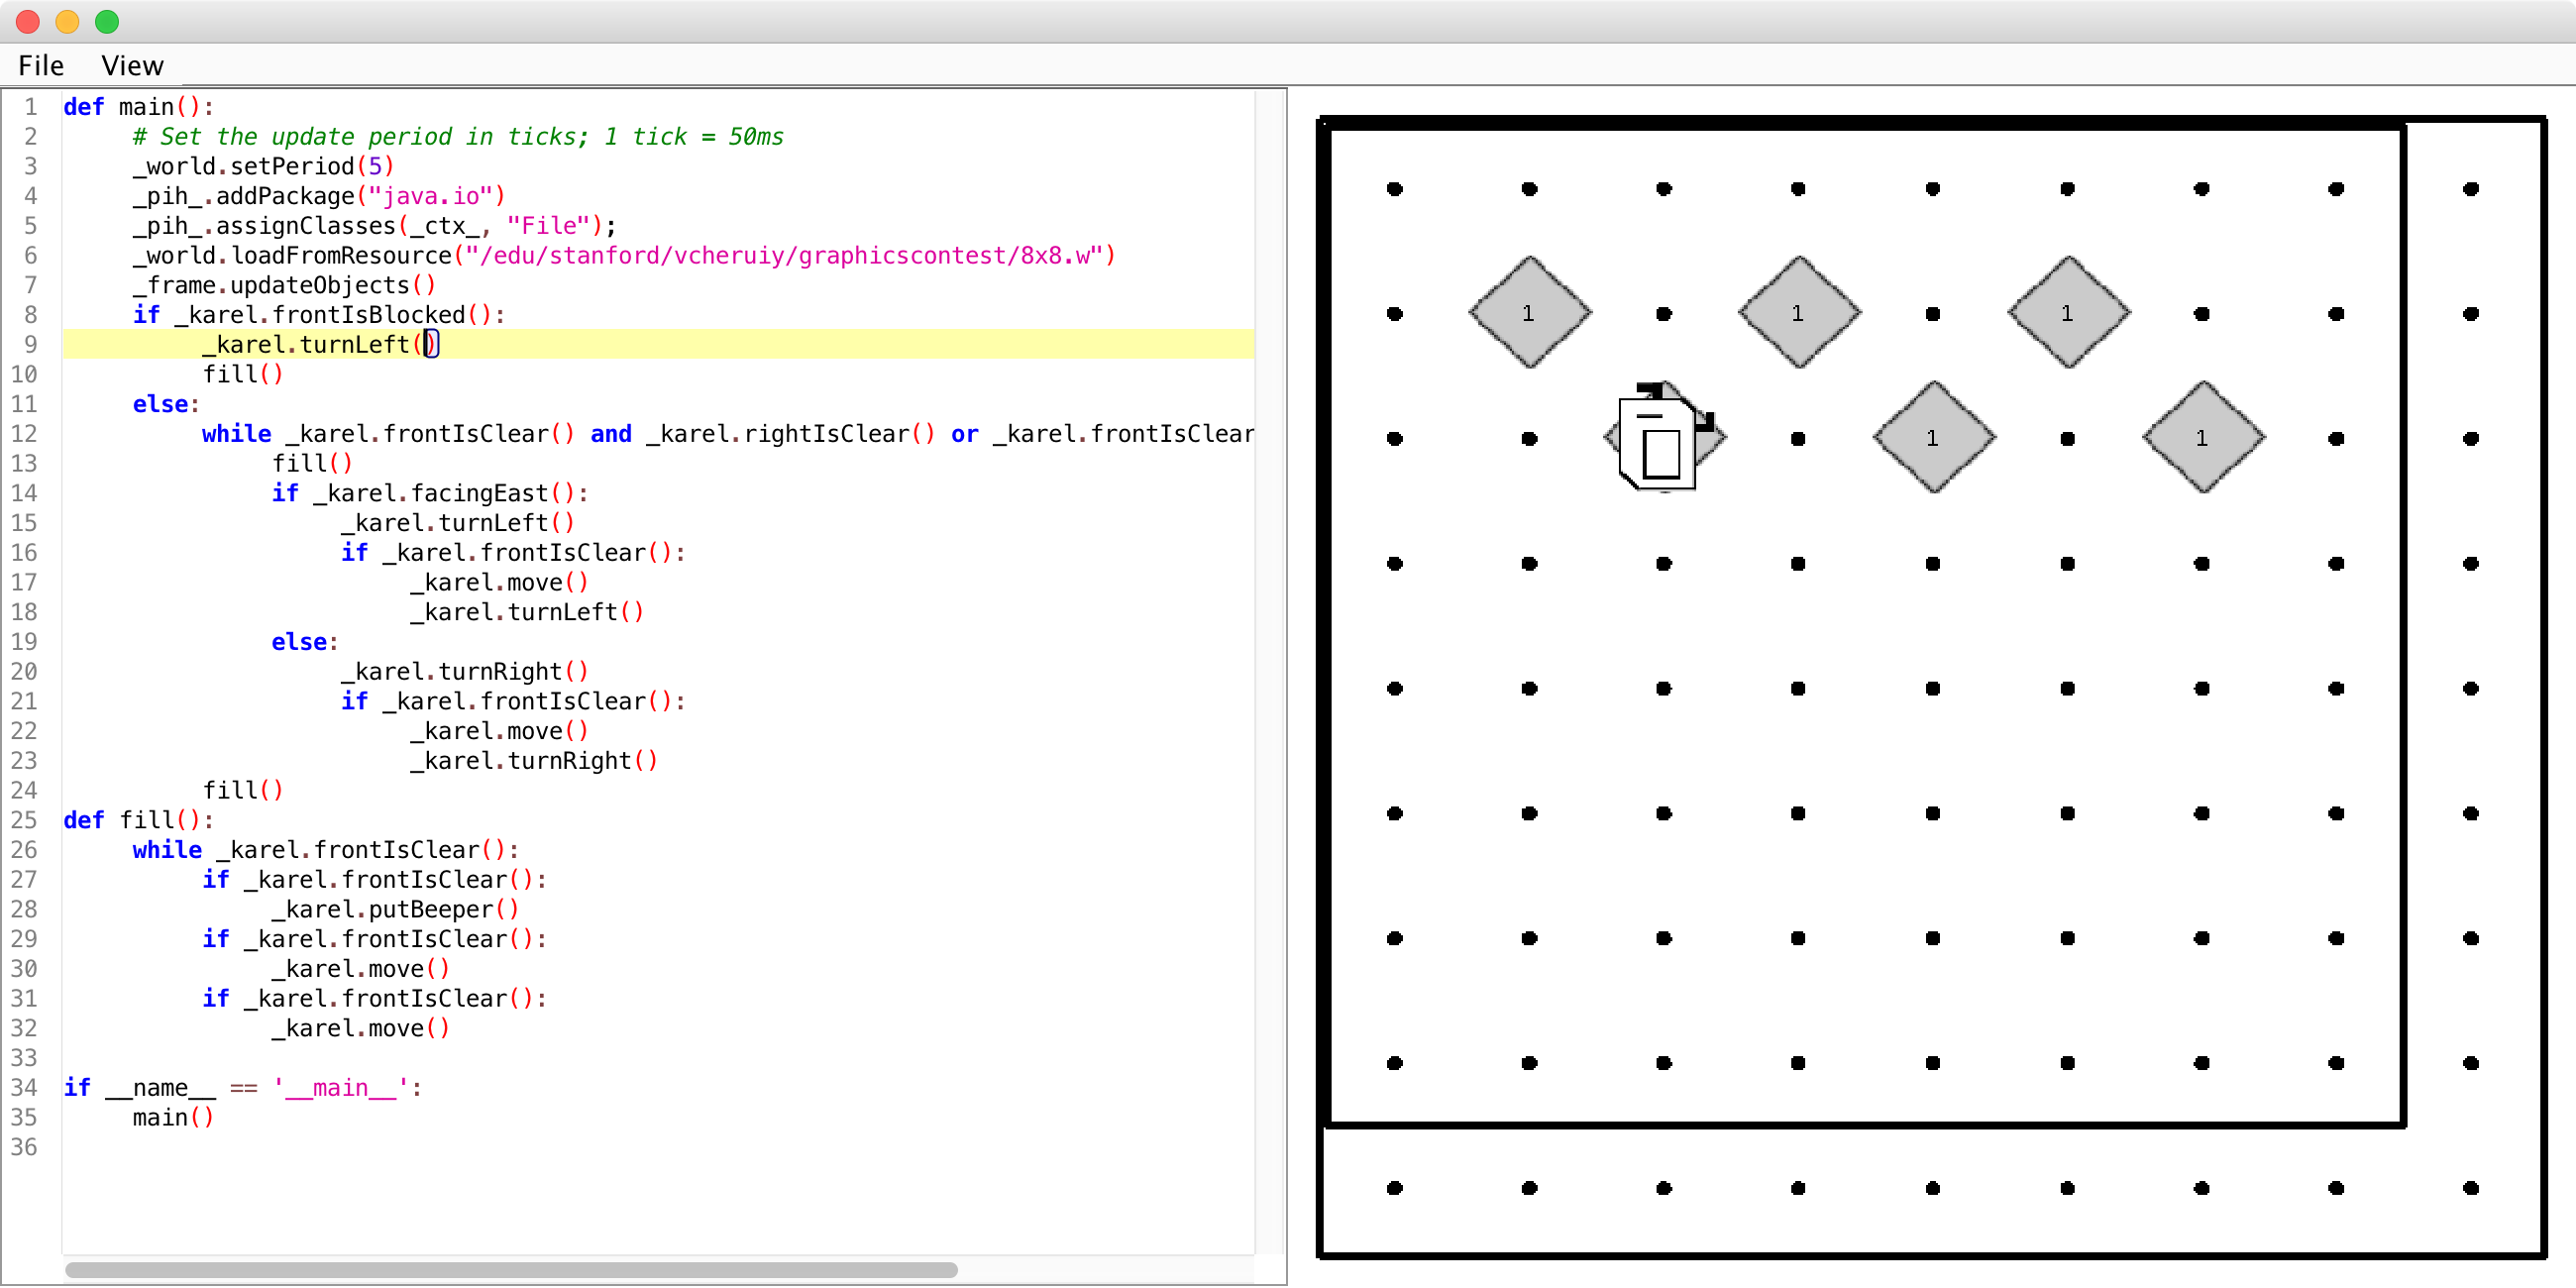 File View
1 def main():
2 # Set the update period in ticks; 1 tick = 50ms
3 _world.setPeriod(5)
4 _pih_.addPackage("java.io")
5 _pih_.assignClasses(_ctx_, "File");
6 _world.loadFromResource("/edu/stanford/vcheruiy/graphicscontest/8x8.w")
7 _frame.updateObjects()
8 if _karel.frontIsBlocked():
9 _karel.turnLeft()
10 fill()
11 else:
12 while _karel.frontIsClear() and _karel.rightIsClear() or _karel.frontIsClear
13 fill()
14 if _karel.facingEast():
15 _karel.turnLeft()
16 if _karel.frontIsClear():
17 _karel.move()
18 _karel.turnLeft()
19 else:
20 _karel.turnRight()
21 if _karel.frontIsClear():
22 _karel.move()
23 _karel.turnRight()
24 fill()
25 def fill():
26 while _karel.frontIsClear():
27 if _karel.frontIsClear():
28 _karel.putBeeper()
29 if _karel.frontIsClear():
30 _karel.move()
31 if _karel.frontIsClear():
32 _karel.move()
33
34 if __name__ == '__main__':
35 main()
36
1 1 1
1 1